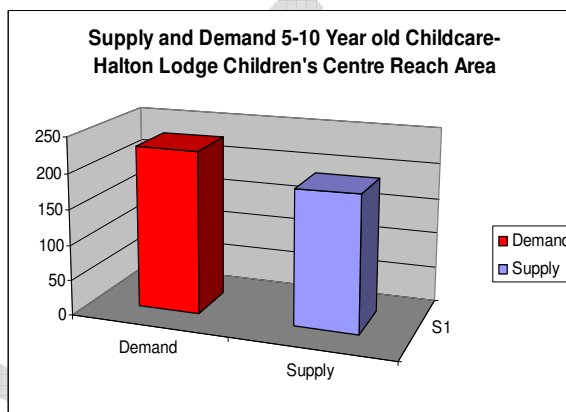 Supply and Demand 5-10 Year old Childcare-
Halton Lodge Children's Centre Reach Area
250
200
150
100
50
0
Demand
Supply
S1
Demand
Supply